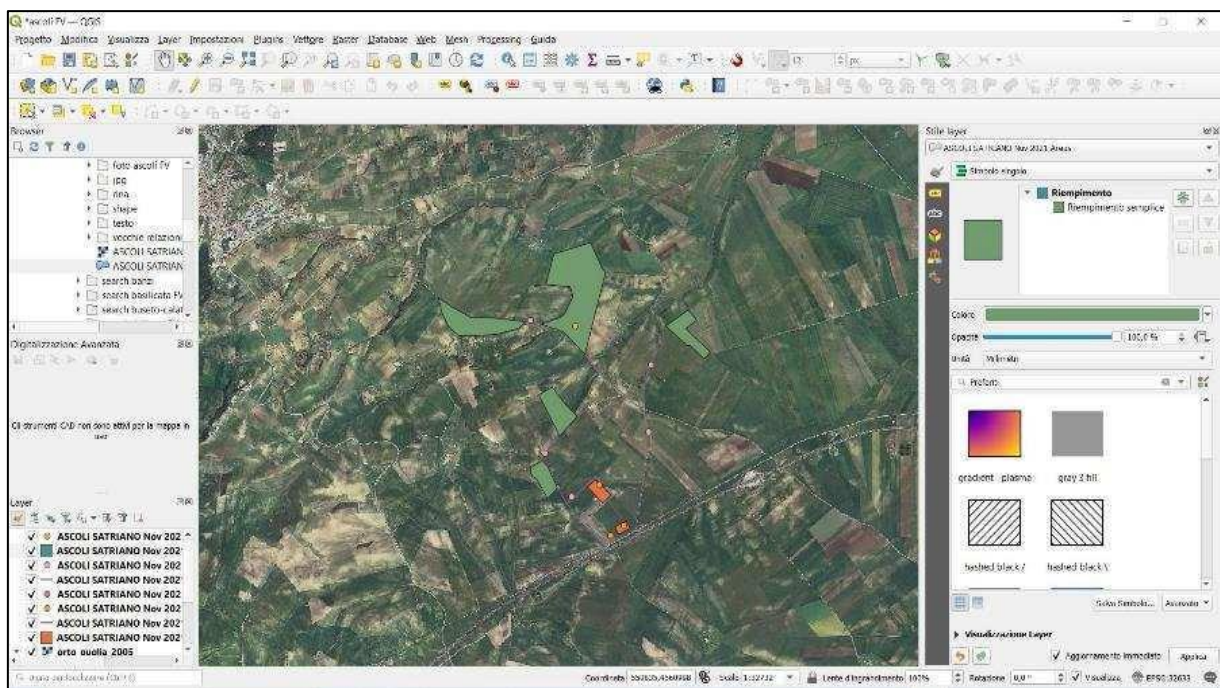 *ascoli FV — QGIS
Progetto Modifica Visualizza Layer Impostazioni Plugins Vettore Raster Database Web Mesh Processing Guida
12
px
Browser
foto ascoli FV
jpg
shape
testo
vecchie relazioni
ASCOLI SATRIAN
ASCOLI SATRIAN
search banzi
search basilicata FV
Digitalizzazione Avanzata
Gli strumenti CAD non sono attivi per la mappa in
uso
Layer
ASCOLI SATRIANO Nov 202
ASCOLI SATRIANO Nov 202
ASCOLI SATRIANO Nov 202
ASCOLI SATRIANO Nov 202
ASCOLI SATRIANO Nov 202
ASCOLI SATRIANO Nov 202
ASCOLI SATRIANO Nov 202
ASCOLI SATRIANO Nov 202
Stile layer
ASCOLI SATRIANO Nov 2021 Areas
Simbolo singolo
Riempimento
Riempimento semplice
Colore
Opacità
100,0 %
Unità
Millimetri
Preferiti
gradient plasma
gray 3 fill
hashed black /
hashed black \
Salva Simbolo...
Avanzato
Visualizzazione Layer
Aggiornamento Immediato
Applica
Coordinate
Scala 1:32732
Lente d'ingrandimento 100%
Rotazione 0,0 °
Visualizza
EPSG:32633